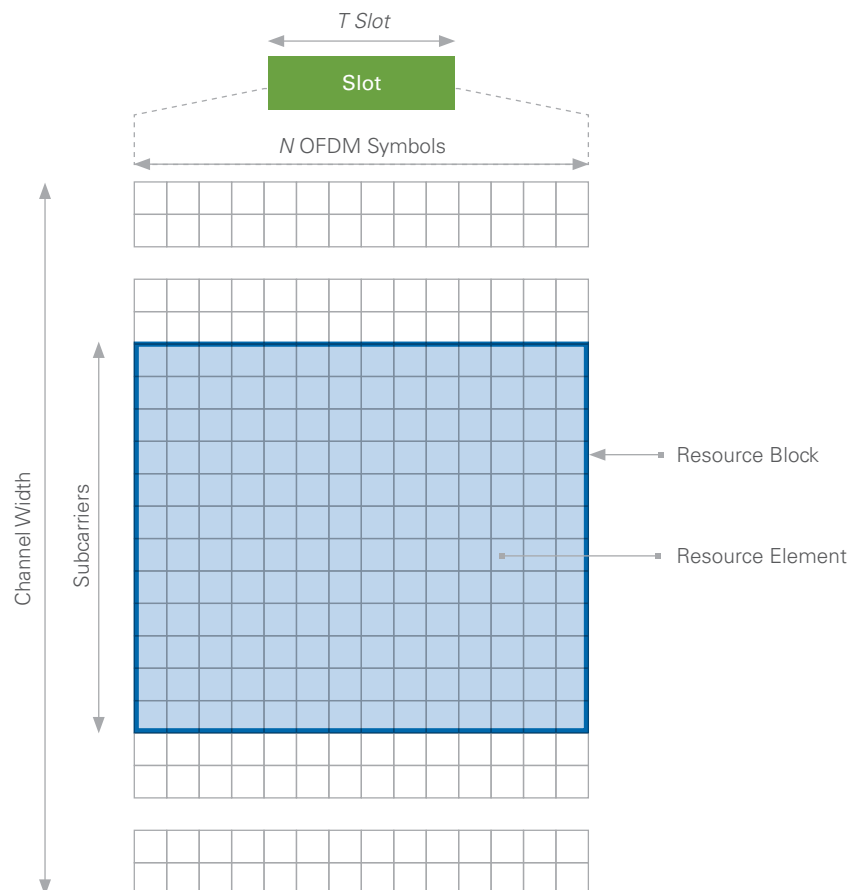 T Slot
Slot
N OFDM Symbols
Channel Width
Subcarriers
Resource Block
Resource Element